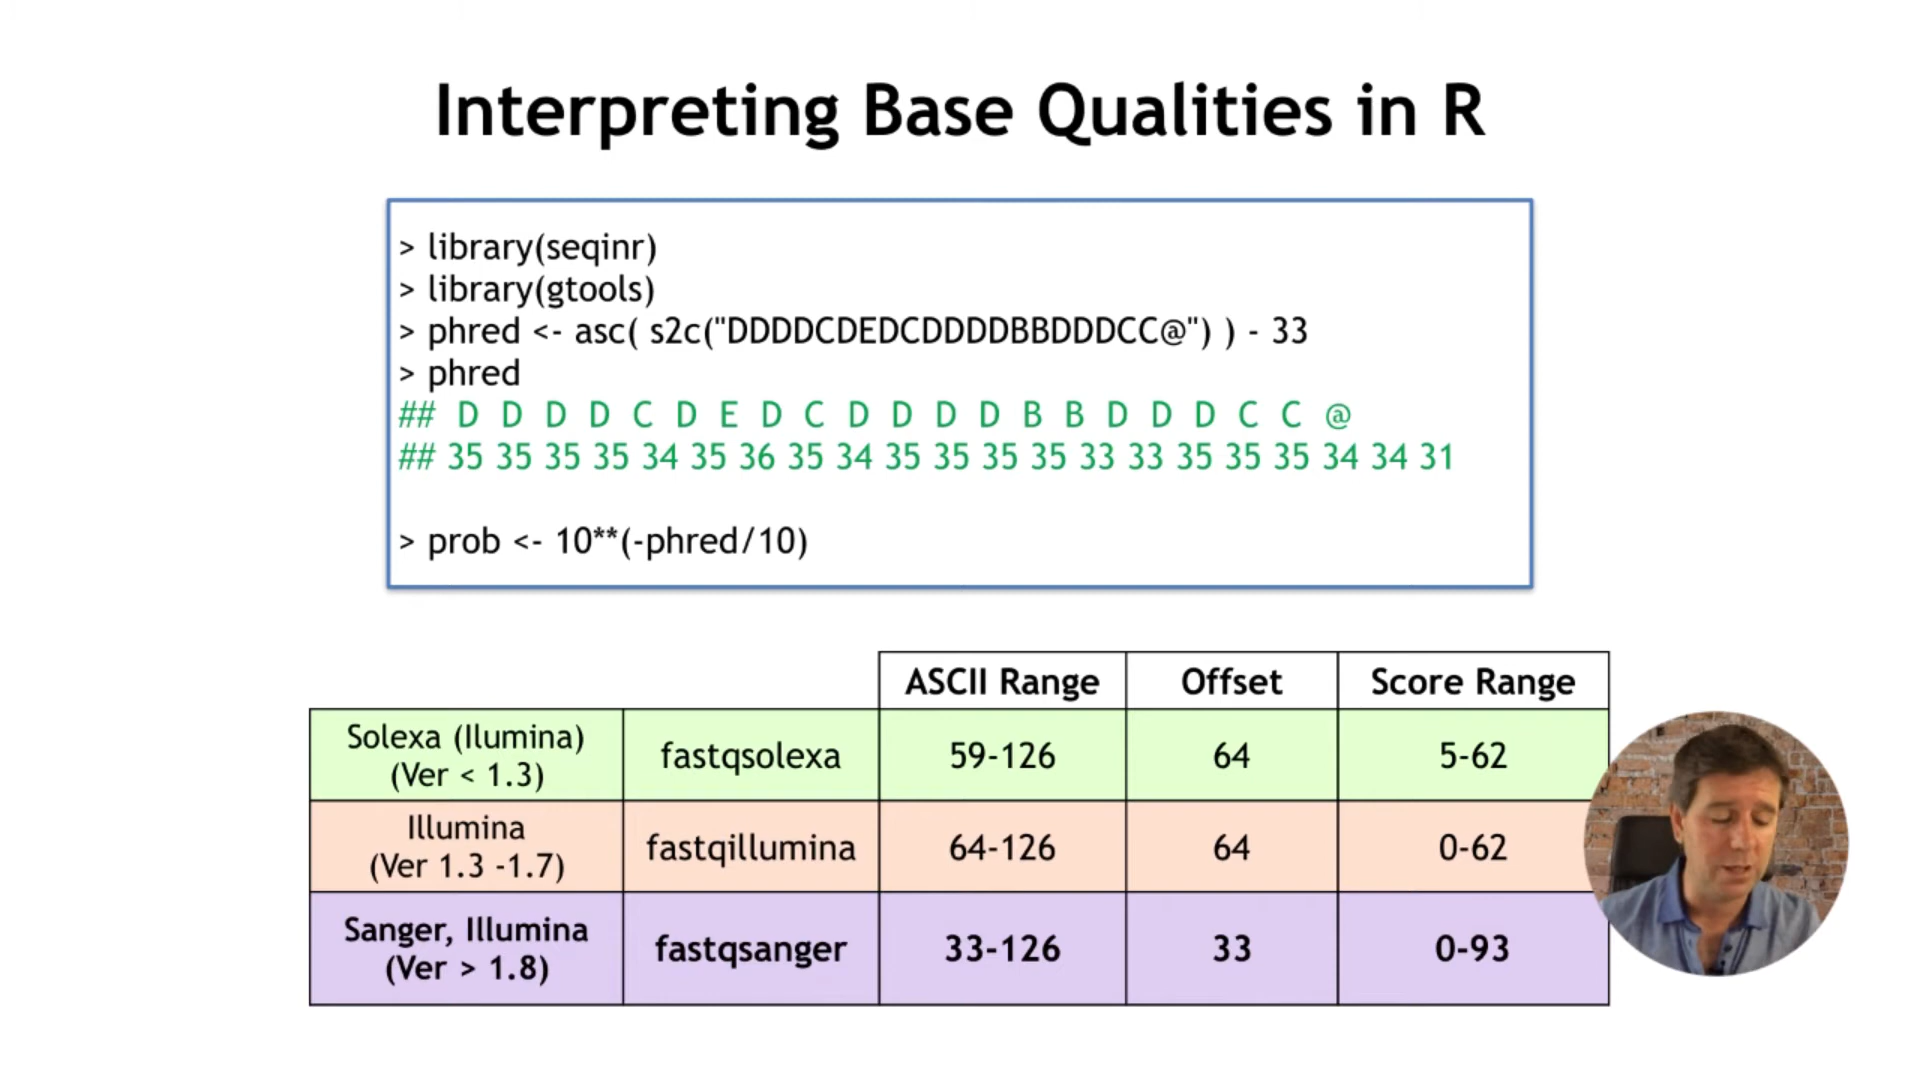 Interpreting Base Qualities in R
> library(seqinr)
> library(gtools)
> phred <- asc( s2c("DDDDCDEDCDDDDBBDDDCC@") ) - 33
> phred
## D D D D C D E D C D D D D B B D D D C C @
## 35 35 35 35 34 35 36 35 34 35 35 35 35 33 33 35 35 35 34 34 31
> prob <- 10**(-phred/10)
ASCII Range Offset Score Range
Solexa (Ilumina)
(Ver < 1.3)
fastqsolexa 59-126 64 5-62
Illumina
(Ver 1.3 -1.7)
fastqillumina 64-126 64 0-62
Sanger, Illumina
(Ver > 1.8)
fastqsanger 33-126 33 0-93